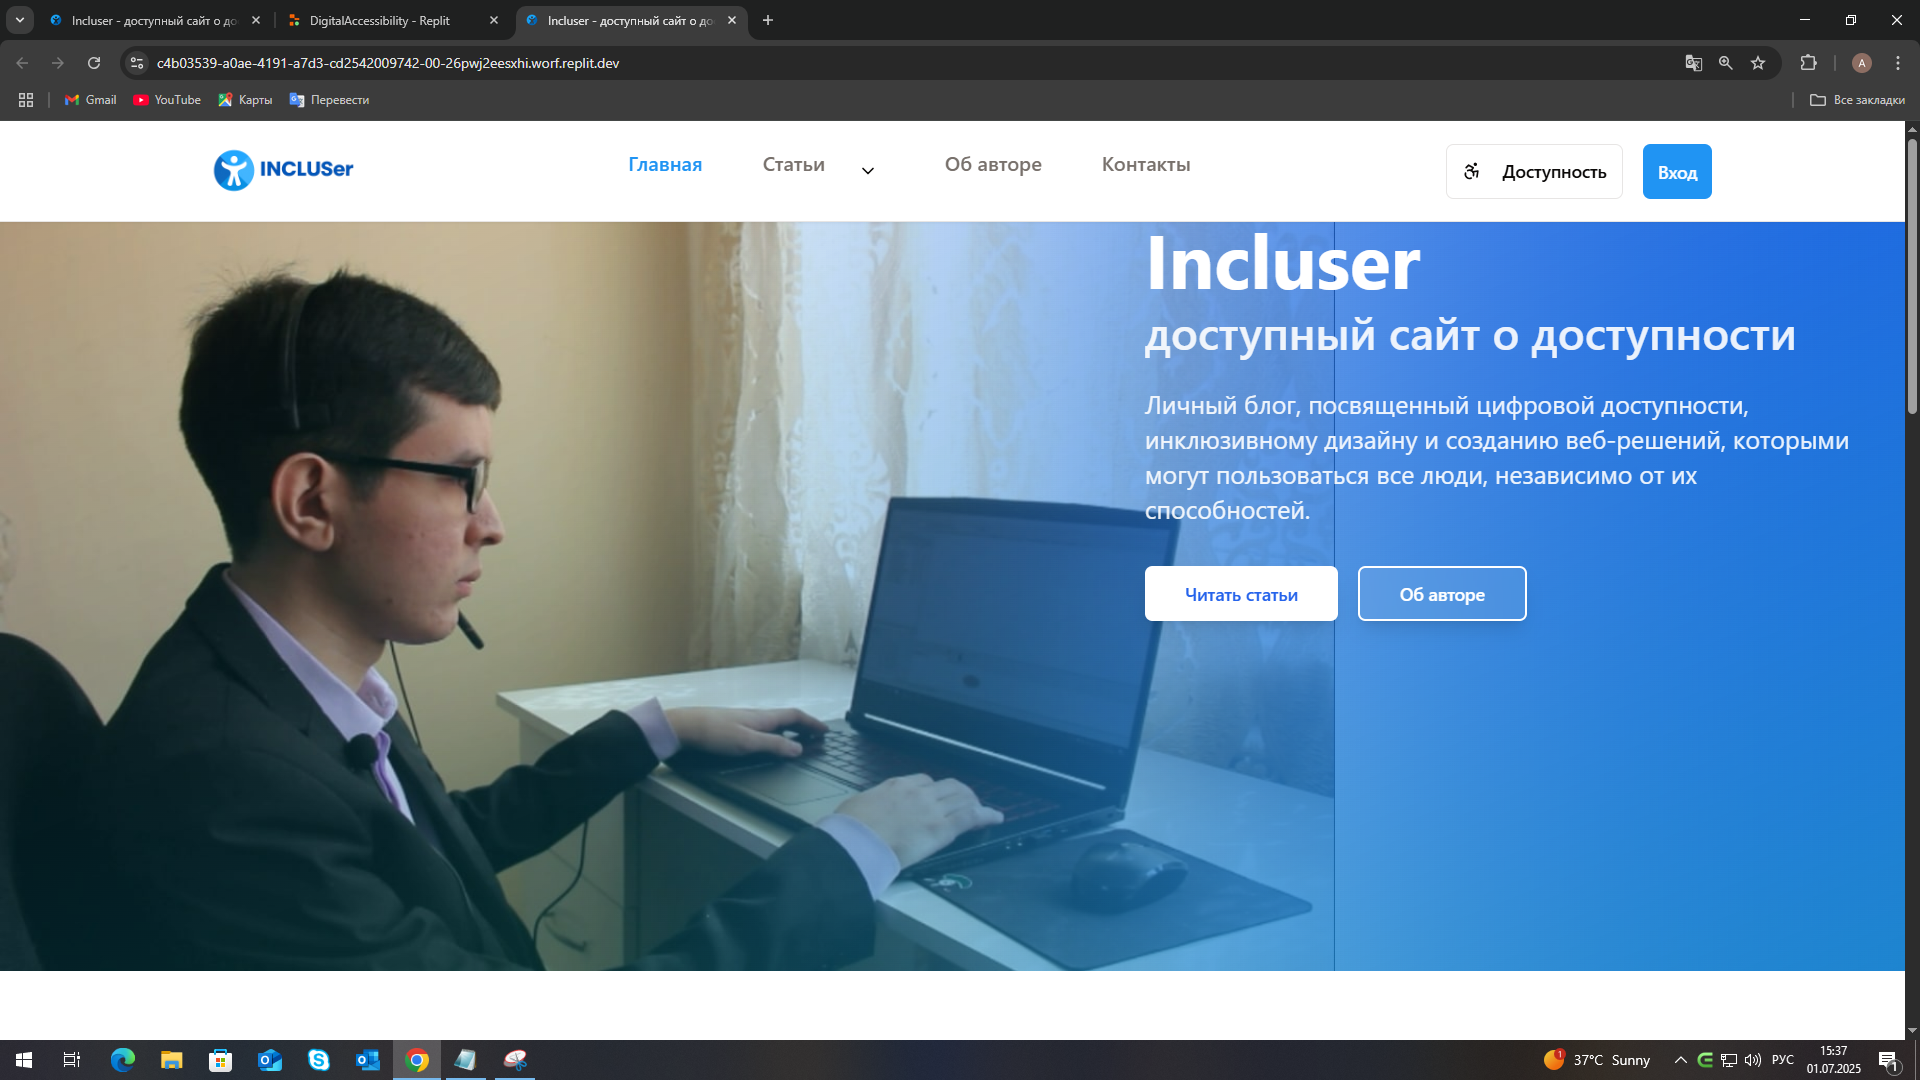 Incluser - доступный сайт о до
DigitalAccessibility - Replit
Incluser - доступный сайт о до
c4b03539-a0ae-4191-a7d3-cd2542009742-00-26pwj2eesxhi.worf.replit.dev
A
Gmail
YouTube
Карты
Перевести
Все закладки
INCLUSer
Главная
Статьи
Об авторе
Контакты
Доступность
Вход
Incluser
доступный сайт о доступности
Личный блог, посвященный цифровой доступности,
инклюзивному дизайну и созданию веб-решений, которыми
могут пользоваться все люди, независимо от их
способностей.
Читать статьи
Об авторе
1
37°C Sunny
РУС
15:37
01.07.2025
1